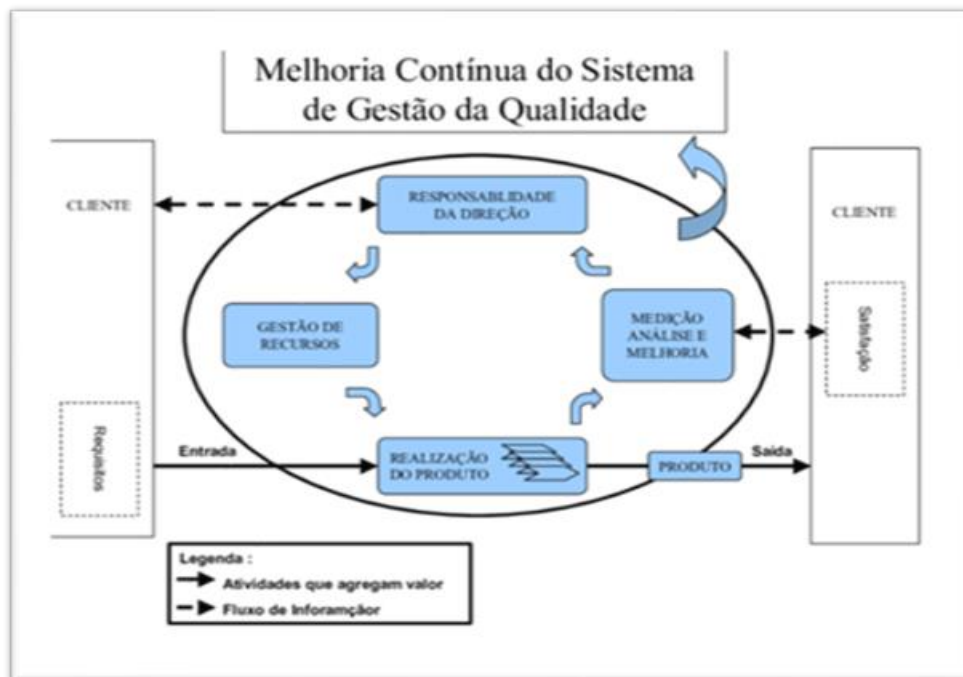 Melhoria Contínua do Sistema
de Gestão da Qualidade
CLIENTE
Requisitos
RESPONSABLIDADE
DA DIREÇÃO
GESTÃO DE
RECURSOS
MEDIÇÃO
ANÁLISE E
MELHORIA
CLIENTE
Satisfação
Entrada
REALIZAÇÃO
DO PRODUTO
PRODUTO
Saída
Legenda :
Atividades que agregam valor
Fluxo de Inforamçãor